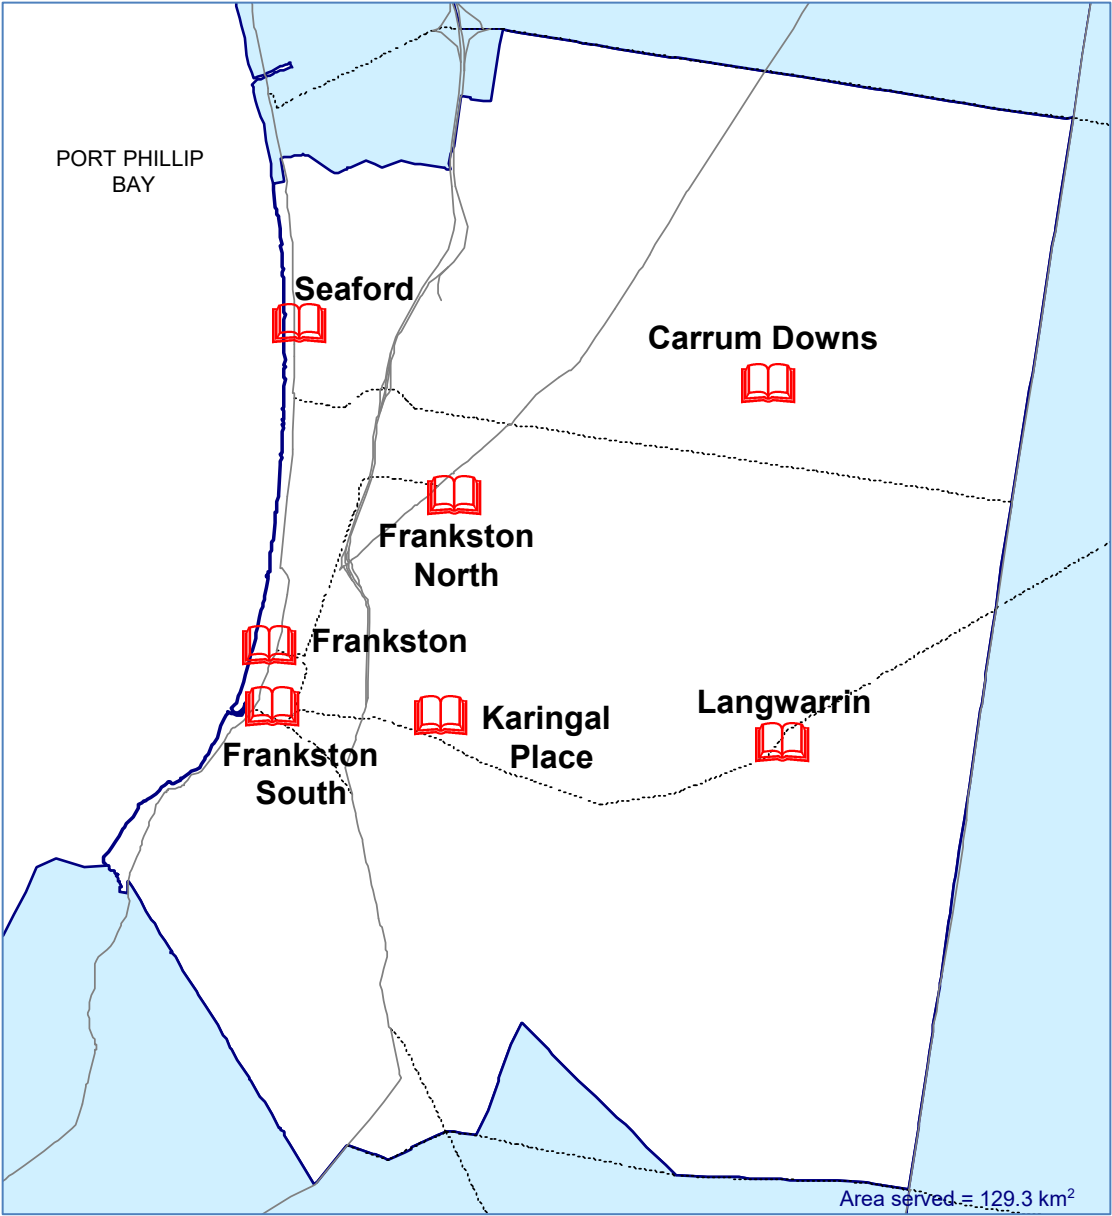 PORT PHILLIP
BAY
Seaford
Carrum Downs
Frankston
North
Frankston
Langwarrin
Karingal
Place
Frankston
South
Area served = 129.3 km²